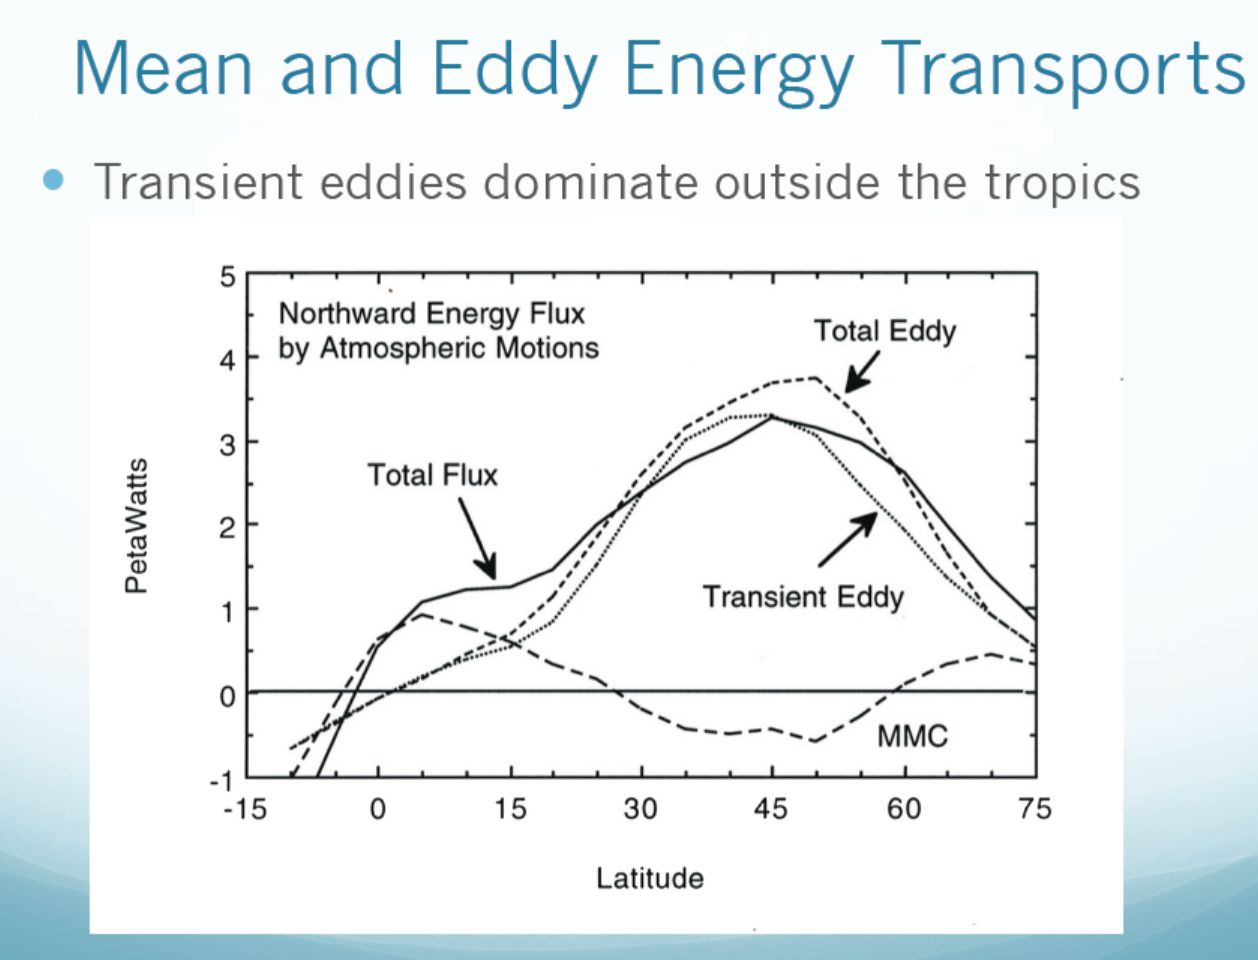 Mean and Eddy Energy Transports
• Transient eddies dominate outside the tropics
5
Northward Energy Flux
by Atmospheric Motions
Total Eddy
4
3
Total Flux
PetaWatts
2
Transient Eddy
1
0
MMC
-1
-15 0 15 30 45 60 75
Latitude